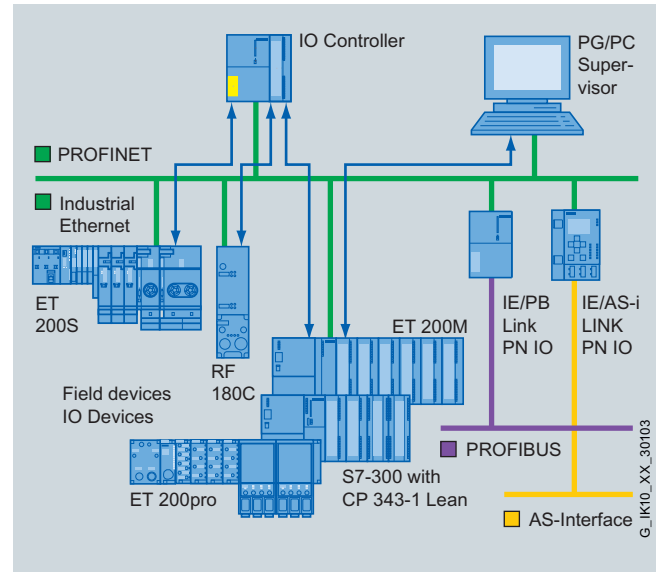 IO Controller
PG/PC
Super-
visor
PROFINET
Industrial
Ethernet
ET
200S
RF
180C
ET 200M
IE/PB
Link
PN IO
IE/AS-i
LINK
PN IO
Field devices
IO Devices
PROFIBUS
ET 200pro
S7-300 with
CP 343-1 Lean
AS-Interface
G_IK10_XX_30103